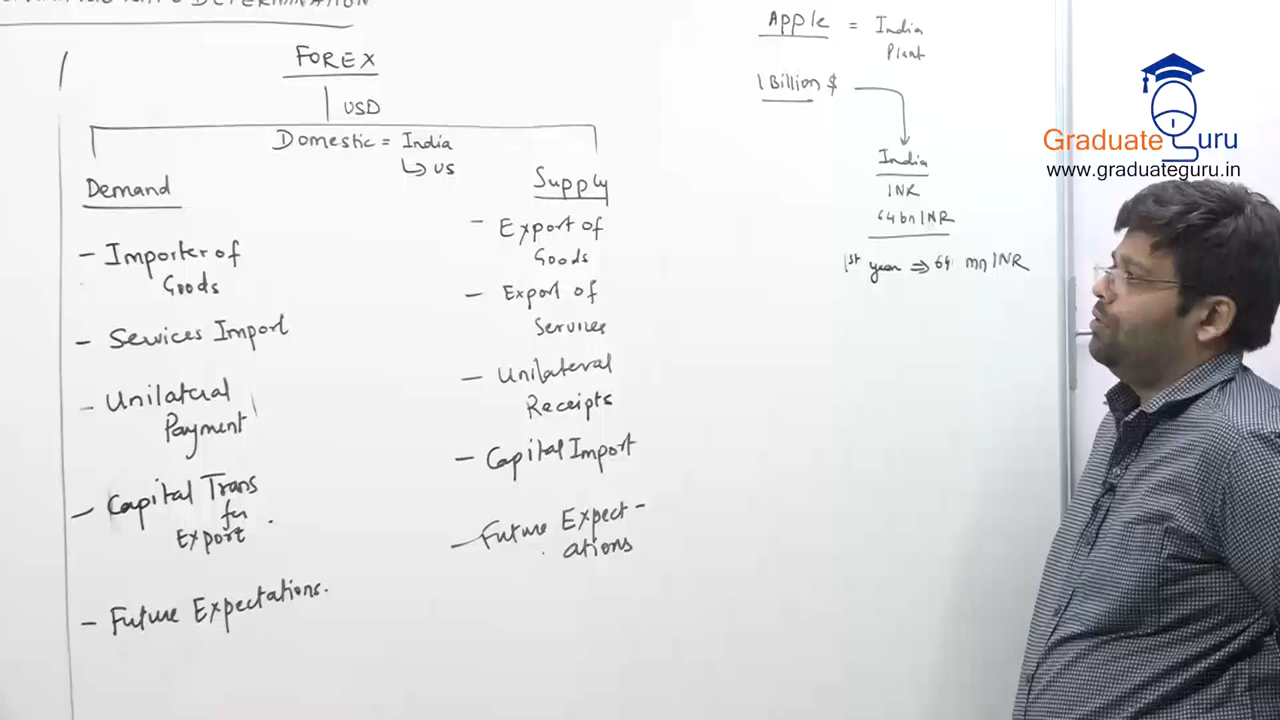 DETERMINATION
FOREX
USD
Domestic = India
↳ US
Demand
- Importer of
Goods
- Services Import
- Unilateral
Payment
- Capital Trans
fer
Export
- Future Expectations.
Supply
- Export of
Goods
- Export of
Services
- Unilateral
Receipts
- Capital Import
- Future Expect-
ations
Apple = India
Plant
1 Billion $
India
INR
64 bn INR
1st year ⇒ 64 mn INR
Graduate Guru
www.graduateguru.in